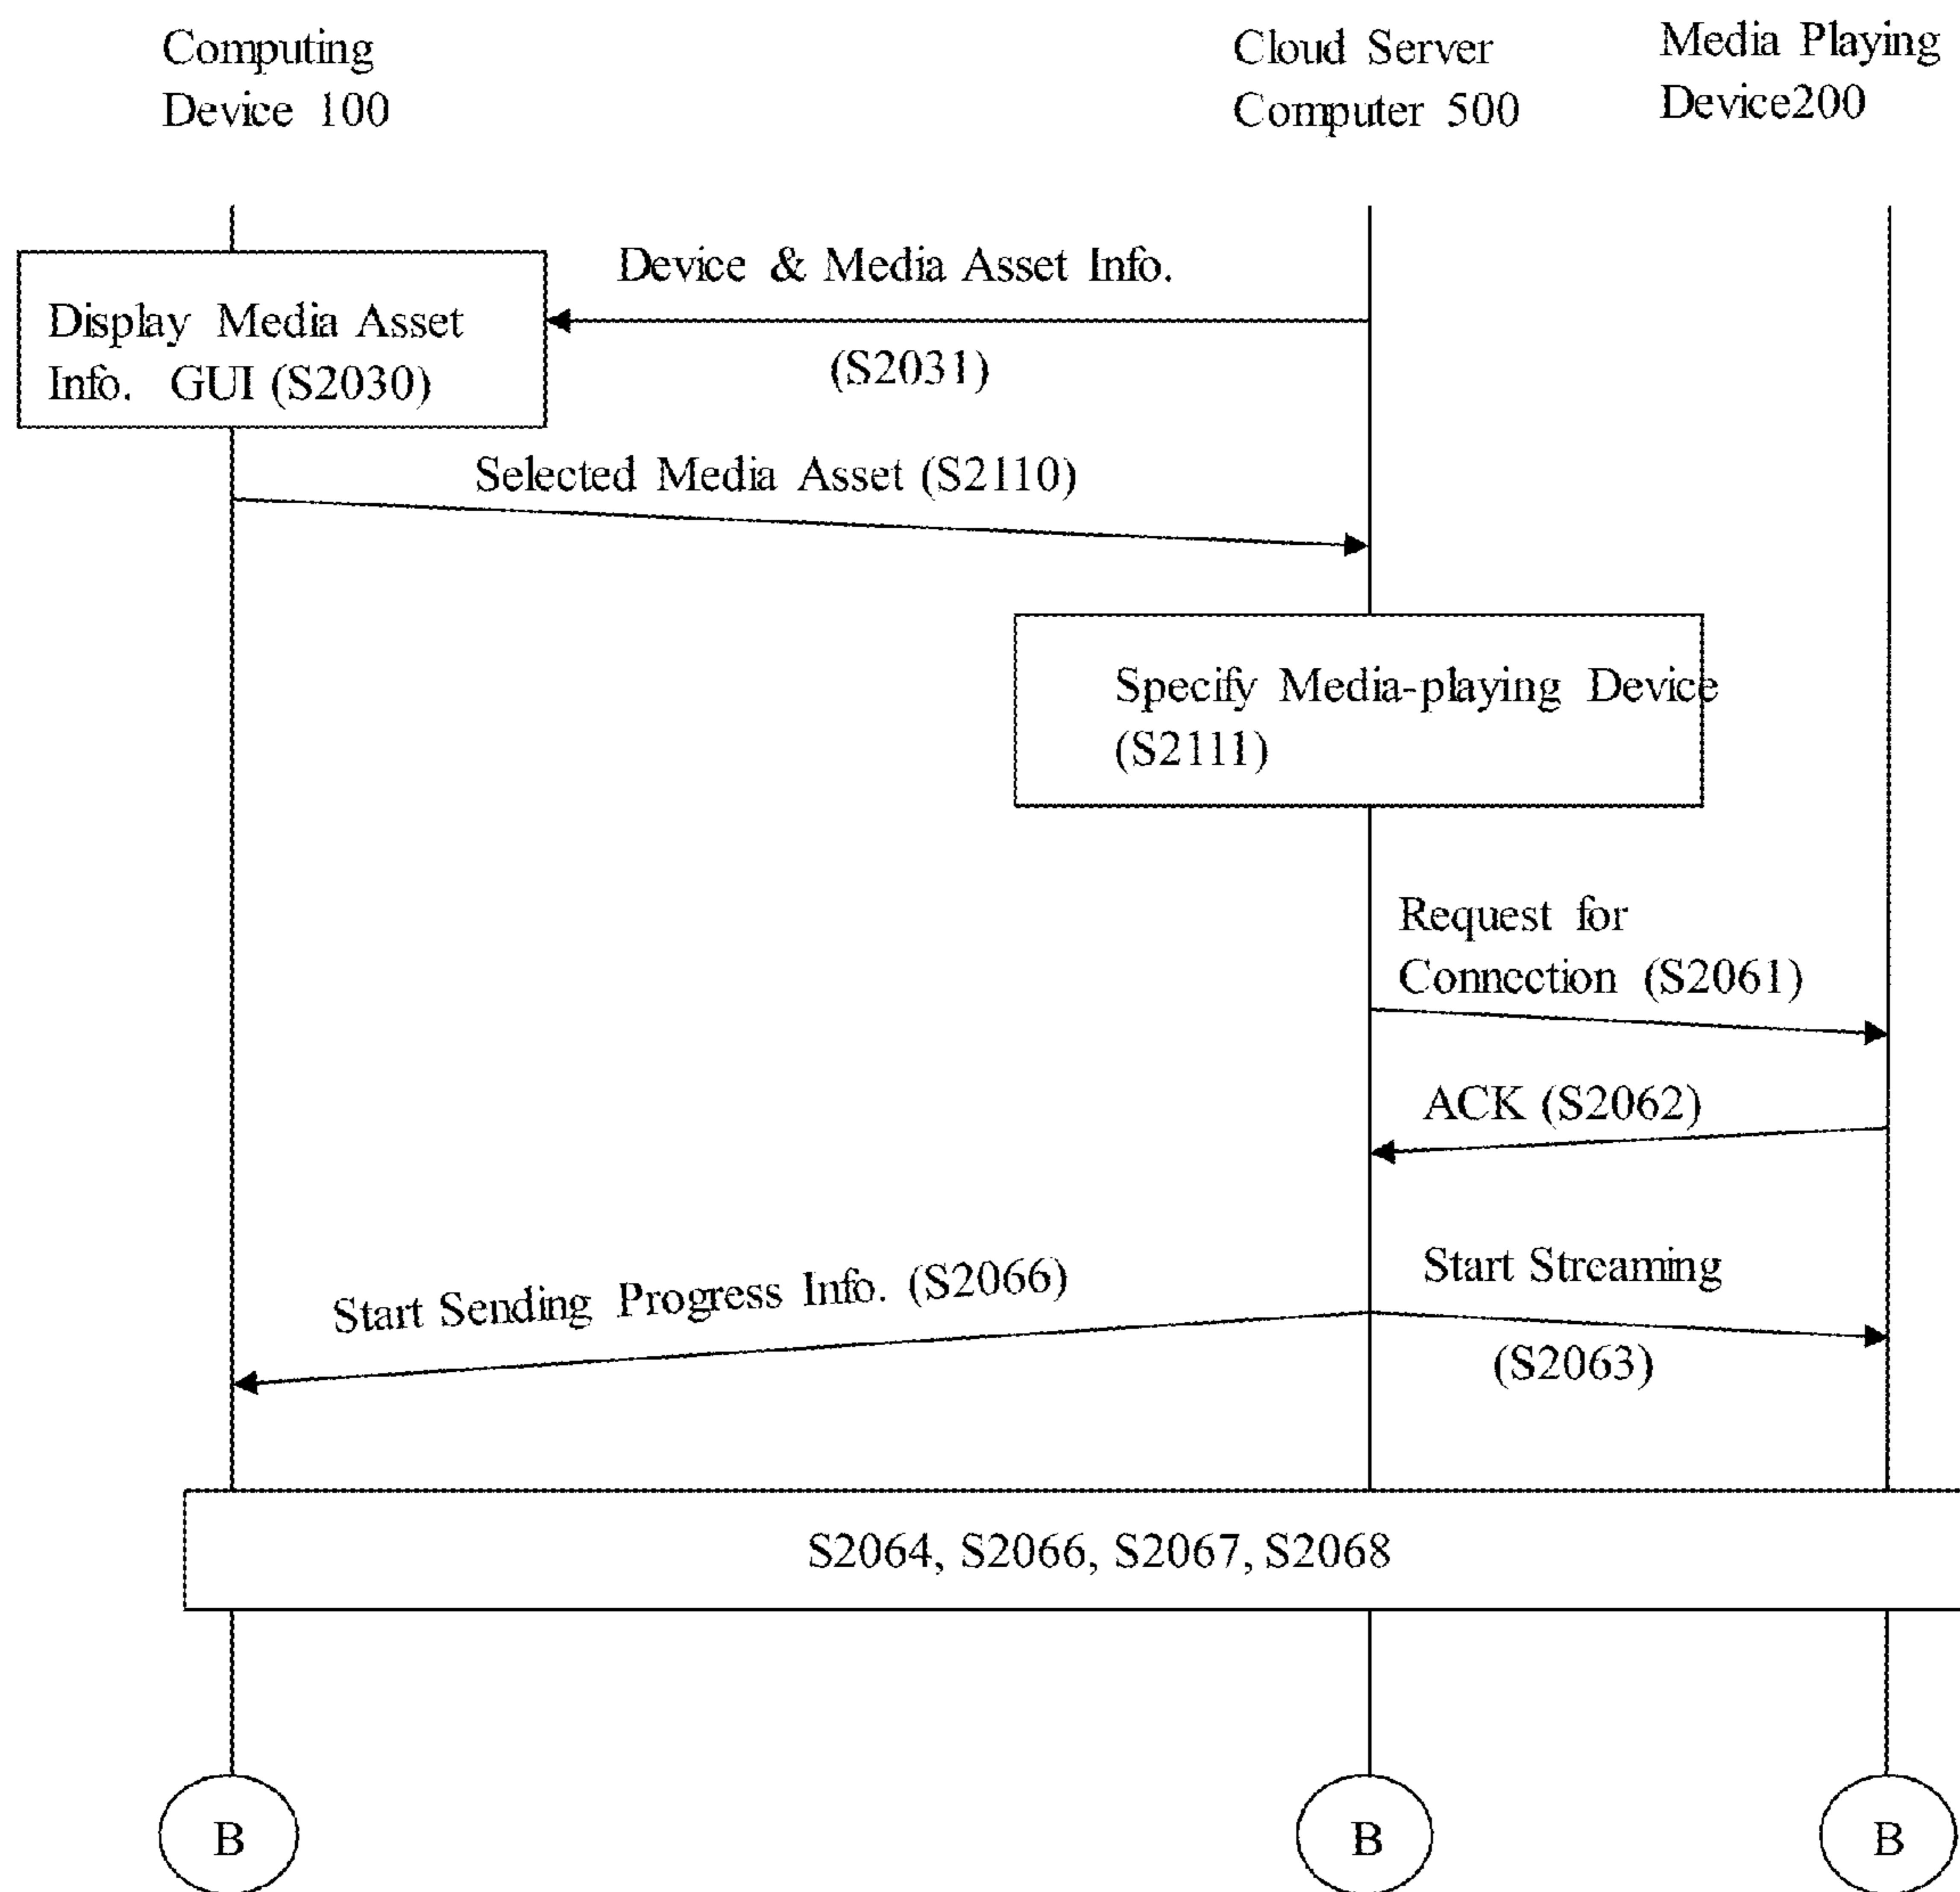 Computing
Device 100
Cloud Server
Computer 500
Media Playing
Device200
Device & Media Asset Info.
(S2031)
Display Media Asset
Info. GUI (S2030)
Selected Media Asset (S2110)
Specify Media-playing Device
(S2111)
Request for
Connection (S2061)
ACK (S2062)
Start Sending Progress Info. (S2066)
Start Streaming
(S2063)
S2064, S2066, S2067, S2068
B
B
B